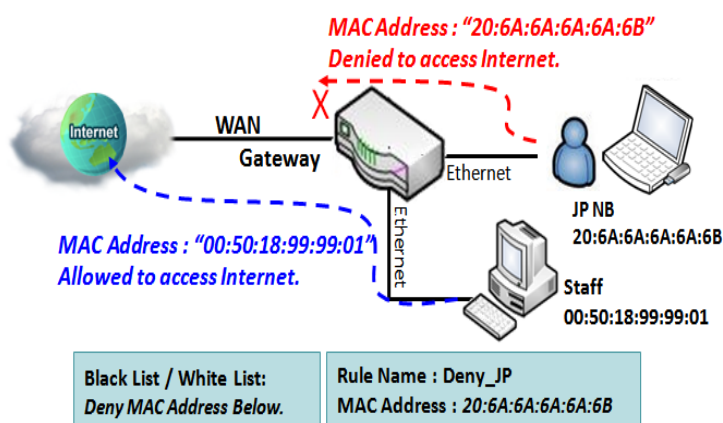 MAC Address : “20:6A:6A:6A:6A:6B”
Denied to access Internet.
X
Internet
WAN
Gateway
Ethernet
Ethernet
JP NB
20:6A:6A:6A:6A:6B
MAC Address : “00:50:18:99:99:01”
Allowed to access Internet.
Staff
00:50:18:99:99:01
Black List / White List:
Deny MAC Address Below.
Rule Name : Deny_JP
MAC Address : 20:6A:6A:6A:6A:6B